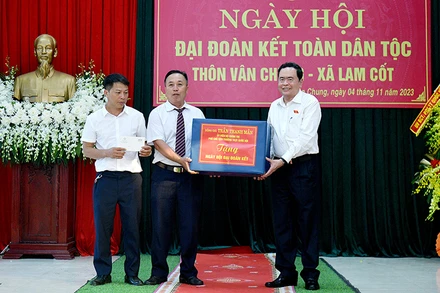 NGÀY HỘI
ĐẠI ĐOÀN KẾT TOÀN DÂN TỘC
THÔN VÂN CH - XÃ LAM CỐT
Chung, ngày 04 tháng 11 năm 2023
TRẦN THANH MẪN
Tặng
NGÀY HỘI ĐẠI ĐOÀN KẾT